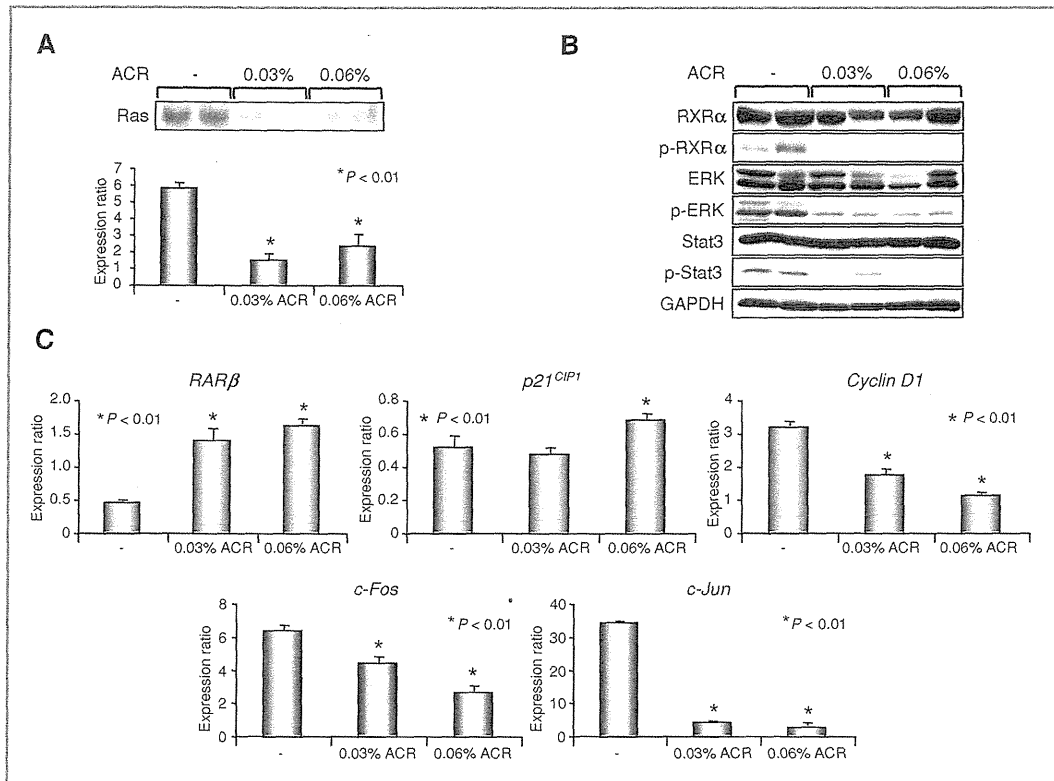 A
ACR - 0.03% 0.06%
Ras
Expression ratio
6
5
4
3
2
1
0
* P < 0.01
*
*
- 0.03% ACR 0.06% ACR
B
ACR - 0.03% 0.06%
RXRα
p-RXRα
ERK
p-ERK
Stat3
p-Stat3
GAPDH
C
RARβ
Expression ratio
2.0
1.5
1.0
0.5
0
* P < 0.01
*
*
- 0.03% ACR 0.06% ACR
p21CIP1
Expression ratio
0.8
0.6
0.4
0.2
0
* P < 0.01
*
- 0.03% ACR 0.06% ACR
Cyclin D1
Expression ratio
4
3
2
1
0
* P < 0.01
*
*
- 0.03% ACR 0.06% ACR
c-Fos
Expression ratio
8
6
4
2
0
* P < 0.01
*
*
- 0.03% ACR 0.06% ACR
c-Jun
Expression ratio
40
30
20
10
0
* P < 0.01
*
*
- 0.03% ACR 0.06% ACR